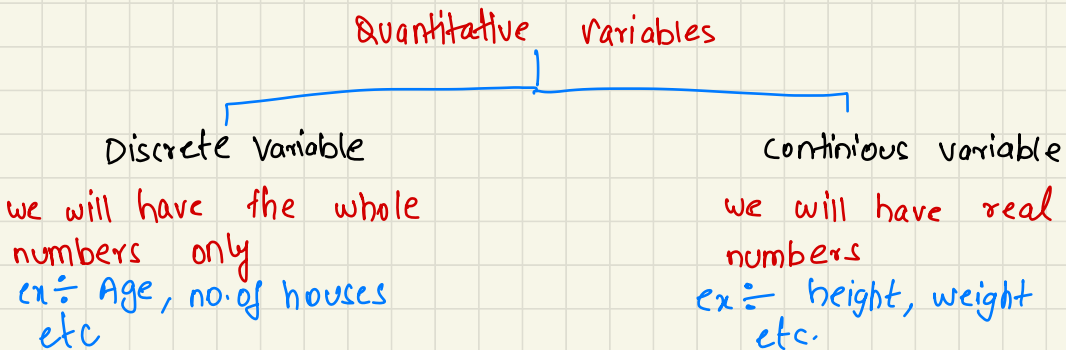 Quantitative Variables
Discrete Variable
we will have the whole
numbers only
ex÷ Age, no. of houses
etc
Continious variable
we will have real
numbers
ex÷ height, weight
etc.